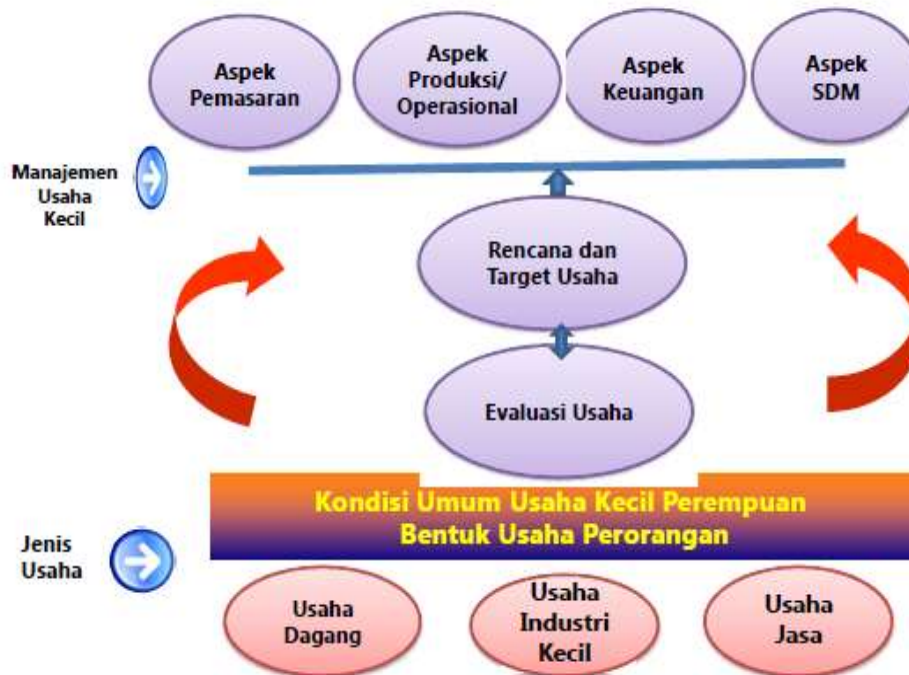 Aspek
Pemasaran
Aspek
Produksi/
Operasional
Aspek
Keuangan
Aspek
SDM
Manajemen
Usaha
Kecil
Rencana dan
Target Usaha
Evaluasi Usaha
Kondisi Umum Usaha Kecil Perempuan
Bentuk Usaha Perorangan
Jenis
Usaha
Usaha
Dagang
Usaha
Industri
Kecil
Usaha
Jasa